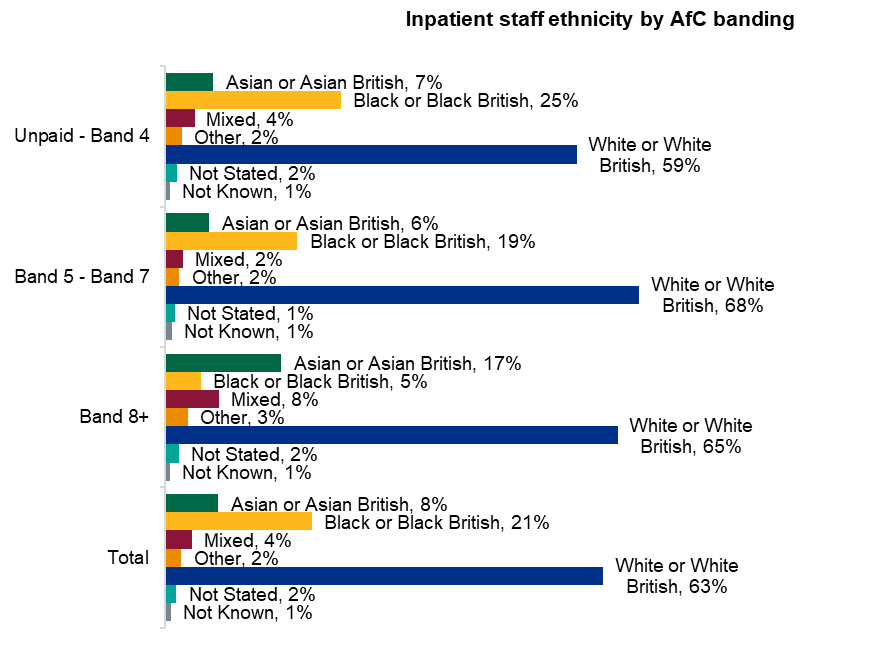 Inpatient staff ethnicity by AfC banding
Unpaid - Band 4
Asian or Asian British, 7%
Black or Black British, 25%
Mixed, 4%
Other, 2%
White or White
British, 59%
Not Stated, 2%
Not Known, 1%
Band 5 - Band 7
Asian or Asian British, 6%
Black or Black British, 19%
Mixed, 2%
Other, 2%
White or White
British, 68%
Not Stated, 1%
Not Known, 1%
Band 8+
Asian or Asian British, 17%
Black or Black British, 5%
Mixed, 8%
Other, 3%
White or White
British, 65%
Not Stated, 2%
Not Known, 1%
Total
Asian or Asian British, 8%
Black or Black British, 21%
Mixed, 4%
Other, 2%
White or White
British, 63%
Not Stated, 2%
Not Known, 1%